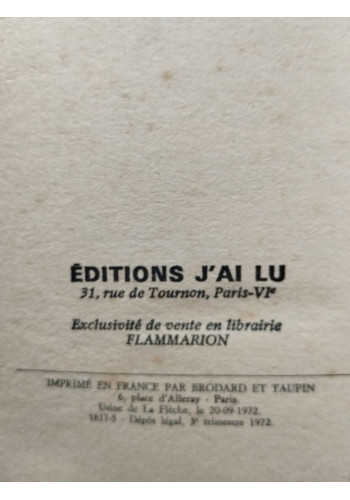 ÉDITIONS J'AI LU
31, rue de Tournon, Paris-VIe
Exclusivité de vente en librairie
FLAMMARION
IMPRIMÉ EN FRANCE PAR BRODARD ET TAUPIN
6, place d'Alleray - Paris.
Usine de La Flèche, le 20-09-1972.
1817-5 - Dépôt légal, 3e trimestre 1972.